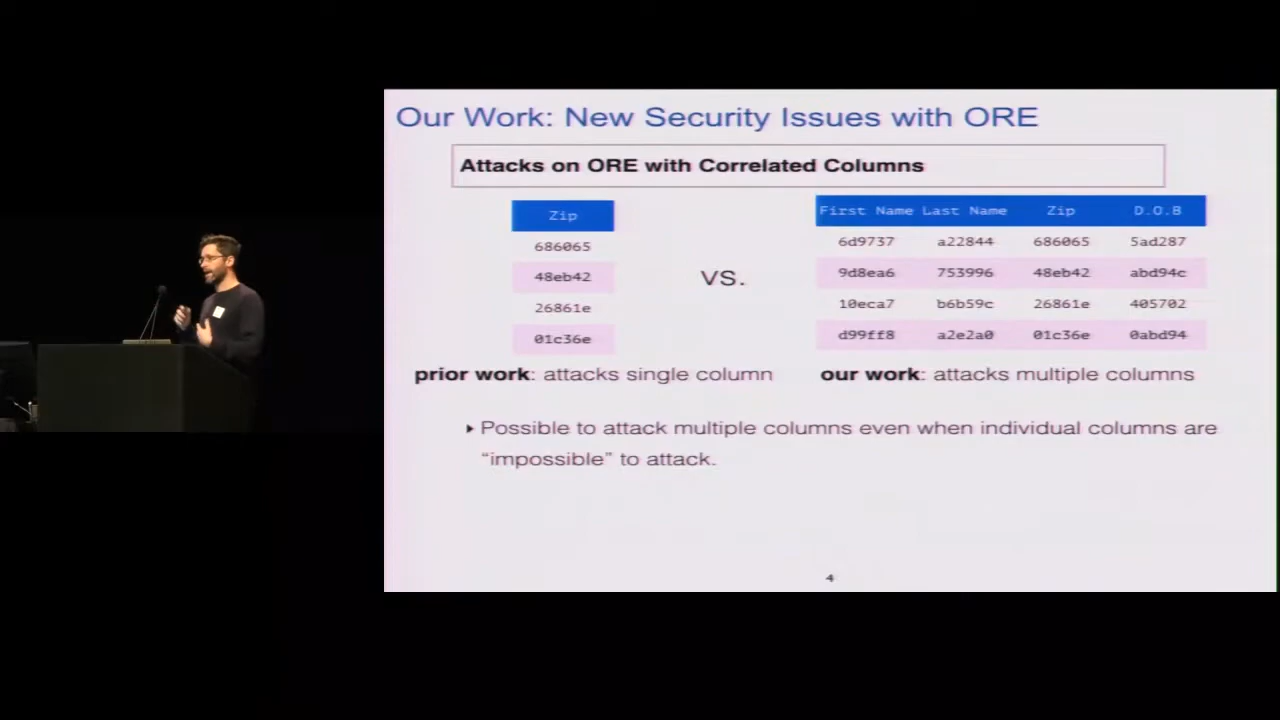 Our Work: New Security Issues with ORE
Attacks on ORE with Correlated Columns
Zip
686065
48eb42
26861e
01c36e
vs.
First Name Last Name Zip D.O.B
6d9737 a22844 686065 5ad287
9d8ea6 753996 48eb42 abd94c
10eca7 b6b59c 26861e 405702
d99ff8 a2e2a0 01c36e 0abd94
prior work: attacks single column
our work: attacks multiple columns
‣ Possible to attack multiple columns even when individual columns are
“impossible” to attack.
4